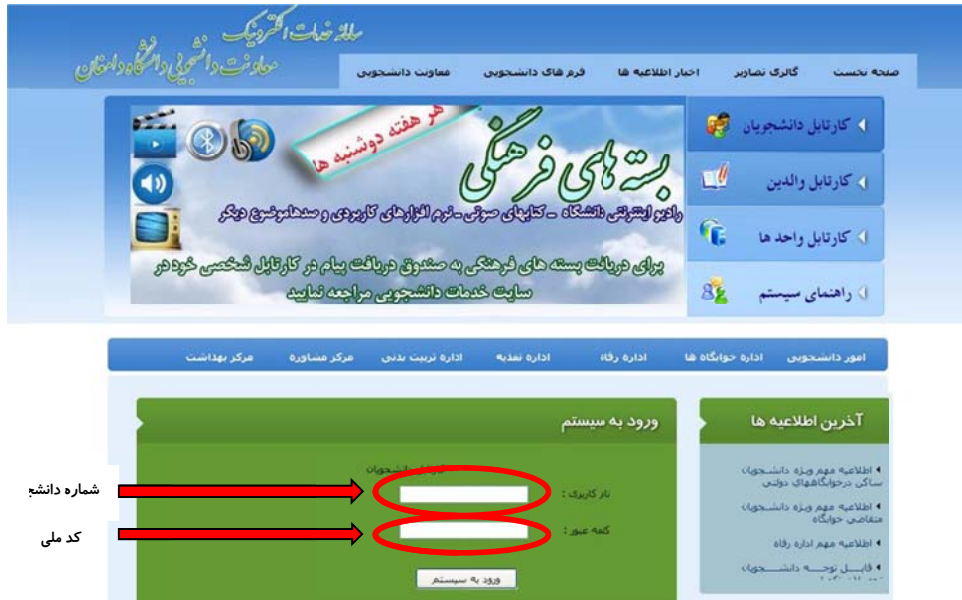 سامانه خدمات الکترونیک
معاونت دانشجویی دانشگاه دامغان
صفحه نخست گالری تصاویر اخبار اطلاعیه ها فرم های دانشجویی معاونت دانشجویی
کارتابل دانشجویان
کارتابل والدین
کارتابل واحد ها
راهنمای سیستم
هر هفته دوشنبه ها
بسته های فرهنگی
رادیو اینترنتی دانشگاه - کتابهای صوتی - نرم افزارهای کاربردی و صدهاموضوع دیگر
برای دریافت بسته های فرهنگی به صندوق دریافت پیام در کارتابل شخصی خود در
سایت خدمات دانشجویی مراجعه نمایید
امور دانشجویی اداره خوابگاه ها اداره رفاه اداره تغذیه اداره تربیت بدنی مرکز مشاوره مرکز بهداشت
آخرین اطلاعیه ها
اطلاعیه مهم ویژه دانشجویان
ساکن درخوابگاههای دولتی
اطلاعیه مهم ویژه دانشجویان
متقاضی خوابگاه
اطلاعیه مهم اداره رفاه
قابل توجه دانشجویان
ورود به سیستم
دانشجویان
نام کاربری :
کلمه عبور :
ورود به سیستم
شماره دانشج
کد ملی